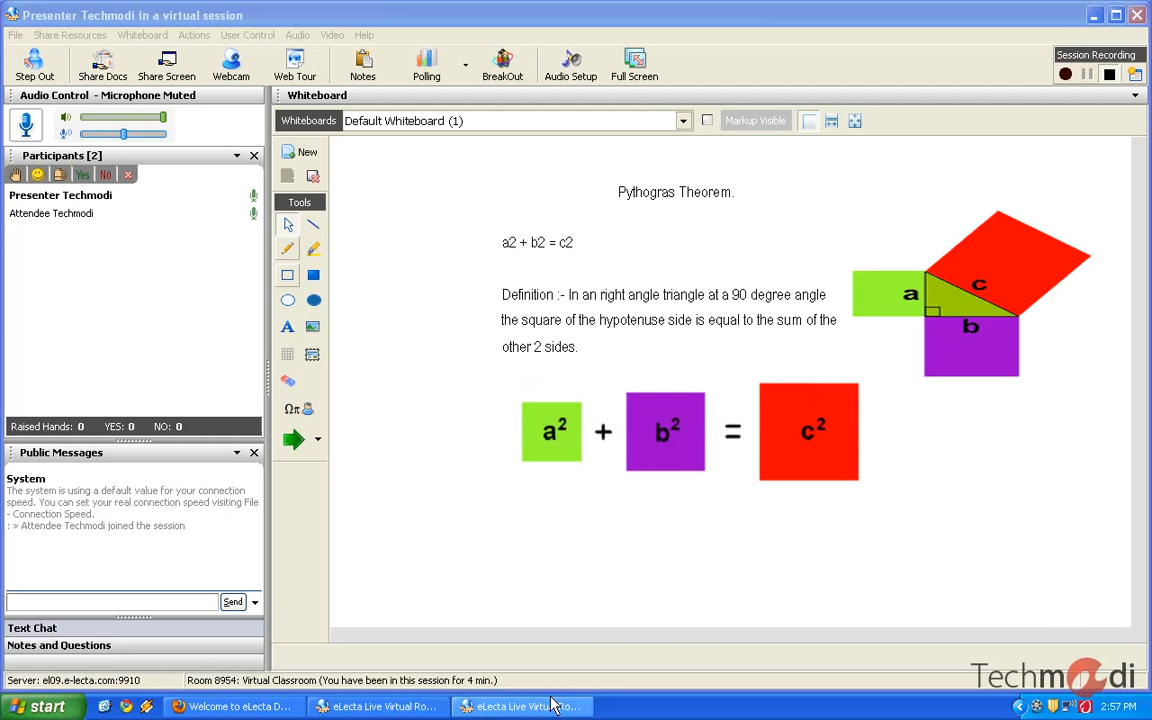 Presenter Techmodi in a virtual session
File Share Resources Whiteboard Actions User Control Audio Video Help
Step Out Share Docs Share Screen Webcam Web Tour Notes Polling BreakOut Audio Setup Full Screen
Session Recording
Audio Control - Microphone Muted
Whiteboard
Whiteboards Default Whiteboard (1) Markup Visible
Participants [2]
Yes No
Presenter Techmodi
Attendee Techmodi
New
Tools
Ωπ
Pythogras Theorem.
a2 + b2 = c2
Definition :- In an right angle triangle at a 90 degree angle
the square of the hypotenuse side is equal to the sum of the
other 2 sides.
a
c
b
a² + b² = c²
Raised Hands: 0 YES: 0 NO: 0
Public Messages
System
The system is using a default value for your connection
speed. You can set your real connection speed visiting File
- Connection Speed.
: » Attendee Techmodi joined the session
Send
Text Chat
Notes and Questions
Server: el09.e-lecta.com:9910
Room 8954: Virtual Classroom (You have been in this session for 4 min.)
Techmodi
start
Welcome to eLecta D...
eLecta Live Virtual Ro...
eLecta Live Virtual Ro...
2:57 PM